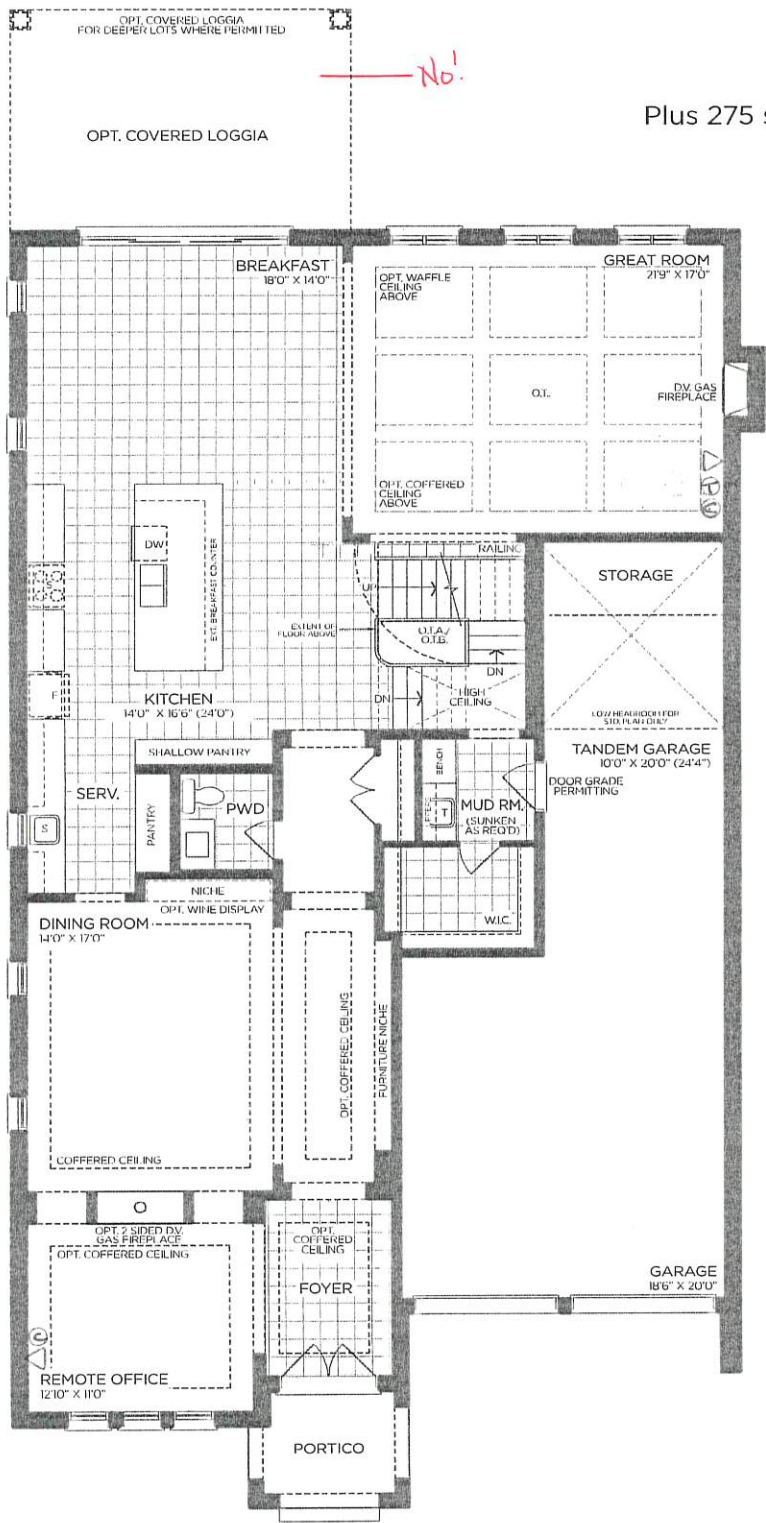 OPT. COVERED LOGGIA
FOR DEEPER LOTS WHERE PERMITTED
No!
OPT. COVERED LOGGIA
Plus 275 s
BREAKFAST
18'0" X 14'0"
OPT. WAFFLE
CEILING
ABOVE
GREAT ROOM
21'9" X 17'0"
O.T.
D.V. GAS
FIREPLACE
OPT. COFFERED
CEILING
ABOVE
DW
EXT. BREAKFAST COUNTER
S
RAILING
UP
STORAGE
EXTENT OF
FLOOR ABOVE
O.T.A./
O.T.B.
DN
F
KITCHEN
14'0" X 16'6" (24'0")
DN
HIGH
CEILING
LOW HEADROOM FOR
STD. PLAN ONLY
SHALLOW PANTRY
TANDEM GARAGE
10'0" X 20'0" (24'4")
SERV.
PANTRY
PWD
BENCH
MUD RM.
(SUNKEN
AS REQ'D)
T
DOOR GRADE
PERMITTING
S
NICHE
OPT. WINE DISPLAY
W.I.C.
DINING ROOM
14'0" X 17'0"
OPT. COFFERED CEILING
FURNITURE NICHE
COFFERED CEILING
O
OPT. 2 SIDED D.V.
GAS FIREPLACE
OPT. COFFERED CEILING
OPT.
COFFERED
CEILING
FOYER
GARAGE
18'6" X 20'0"
C
REMOTE OFFICE
12'10" X 11'0"
PORTICO